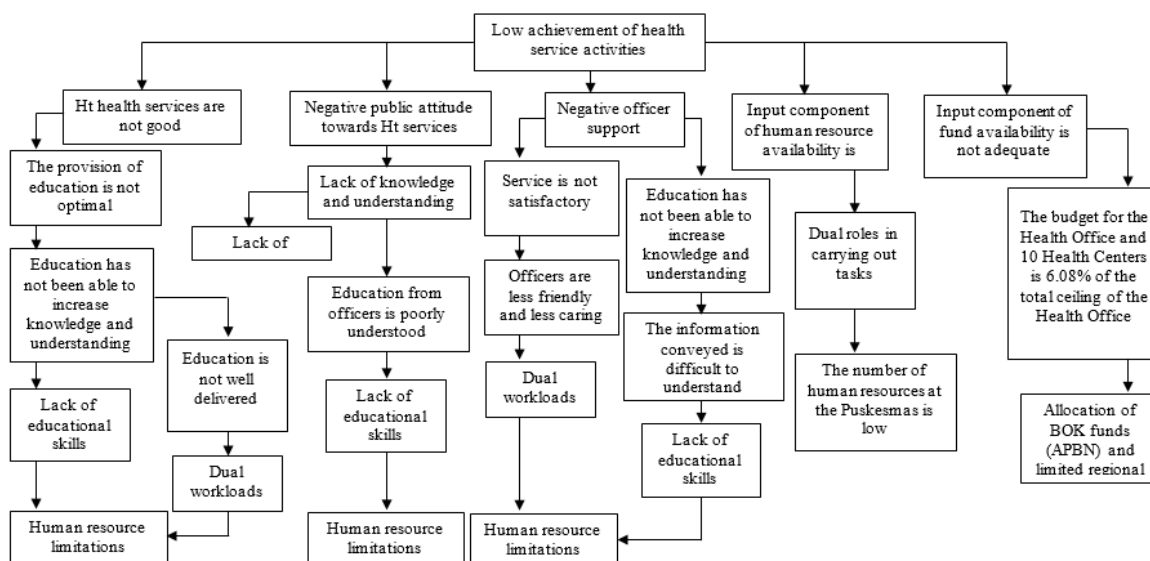 Low achievement of health
service activities
Ht health services are
not good
Negative public attitude
towards Ht services
Negative officer
support
Input component
of human resource
availability is
Input component of
fund availability is
not adequate
The provision of
education is not
optimal
Lack of knowledge
and understanding
Lack of
Service is not
satisfactory
Education has
not been able to
increase
knowledge and
understanding
Dual roles in
carrying out
tasks
The budget for the
Health Office and
10 Health Centers
is 6.08% of the
total ceiling of the
Health Office
Education has
not been able to
increase
knowledge and
understanding
Education from
officers is poorly
understood
Officers are
less friendly
and less caring
The information
conveyed is
difficult to
understand
Education is
not well
delivered
Dual
workloads
The number of
human resources at
the Puskesmas is
low
Lack of
educational
skills
Lack of
educational
skills
Allocation of
BOK funds
(APBN) and
limited regional
Lack of
educational
skills
Dual
workloads
Human resource
limitations
Human resource
limitations
Human resource
limitations